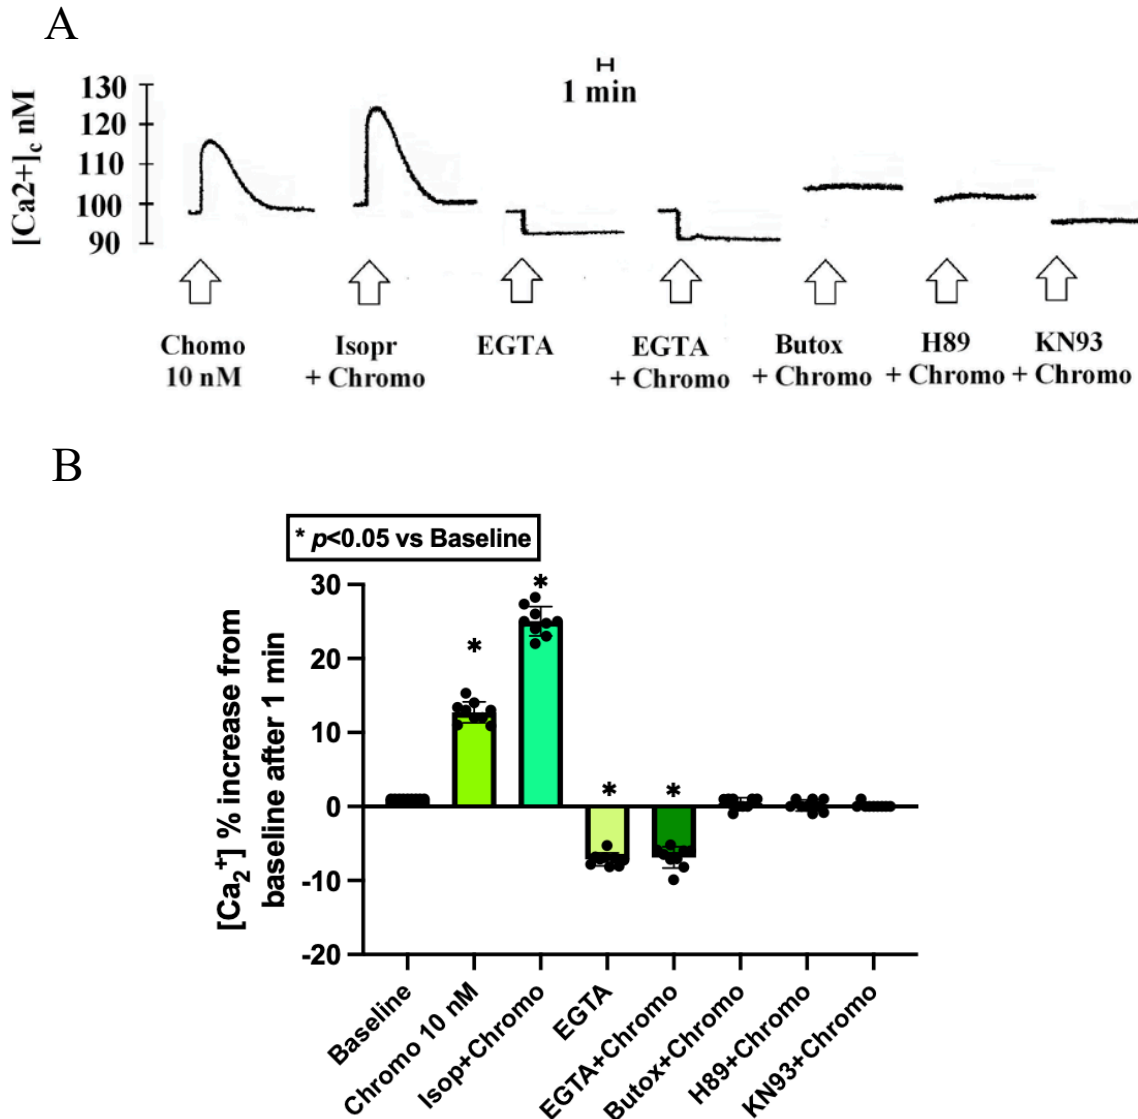 A
1 min
[Ca2+]c nM
130
120
110
100
90
Chomo
10 nM
Isopr
+ Chromo
EGTA
EGTA
+ Chromo
Butox
+ Chromo
H89
+ Chromo
KN93
+ Chromo
B
* p<0.05 vs Baseline
[Ca2+] % increase from
baseline after 1 min
30
20
10
0
-10
-20
*
*
*
*
Baseline
Chromo 10 nM
Isop+Chromo
EGTA
EGTA+Chromo
Butox+Chromo
H89+Chromo
KN93+Chromo